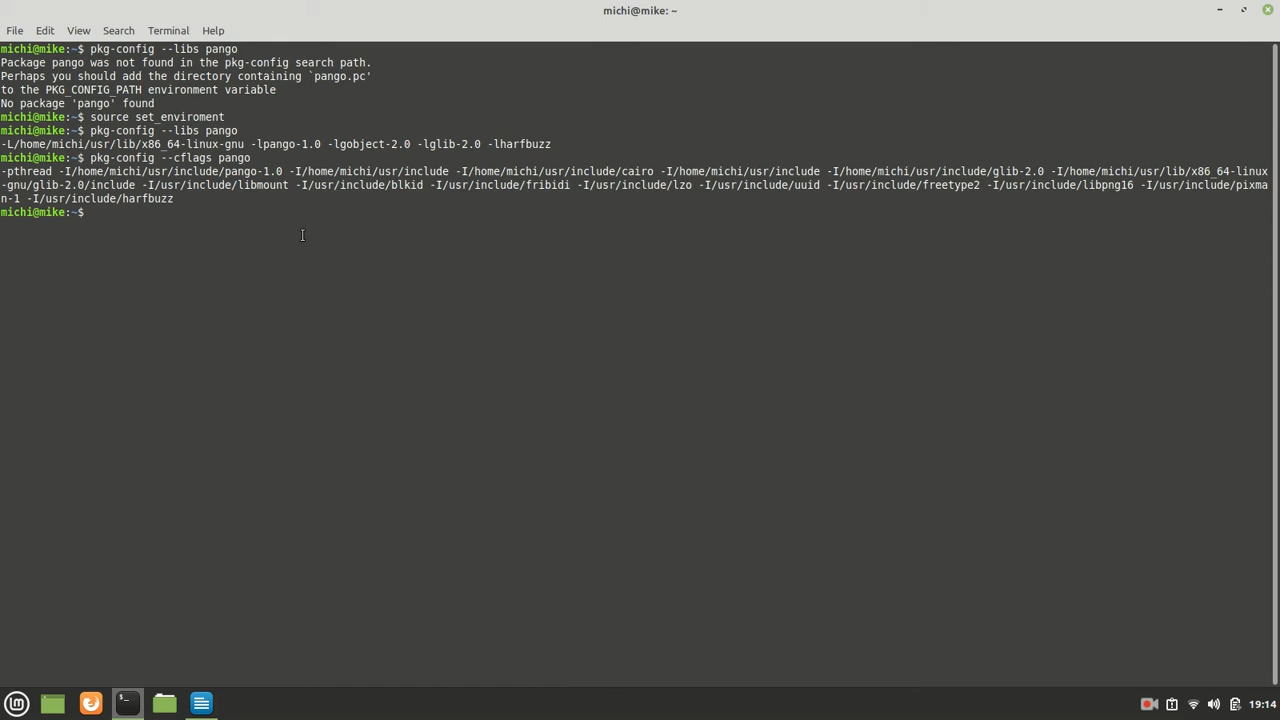 michi@mike: ~
File Edit View Search Terminal Help
michi@mike:~$ pkg-config --libs pango
Package pango was not found in the pkg-config search path.
Perhaps you should add the directory containing `pango.pc'
to the PKG_CONFIG_PATH environment variable
No package 'pango' found
michi@mike:~$ source set_enviroment
michi@mike:~$ pkg-config --libs pango
-L/home/michi/usr/lib/x86_64-linux-gnu -lpango-1.0 -lgobject-2.0 -lglib-2.0 -lharfbuzz
michi@mike:~$ pkg-config --cflags pango
-pthread -I/home/michi/usr/include/pango-1.0 -I/home/michi/usr/include -I/home/michi/usr/include/cairo -I/home/michi/usr/include -I/home/michi/usr/include/glib-2.0 -I/home/michi/usr/lib/x86_64-linux
-gnu/glib-2.0/include -I/usr/include/libmount -I/usr/include/blkid -I/usr/include/fribidi -I/usr/include/lzo -I/usr/include/uuid -I/usr/include/freetype2 -I/usr/include/libpng16 -I/usr/include/pixma
n-1 -I/usr/include/harfbuzz
michi@mike:~$
19:14